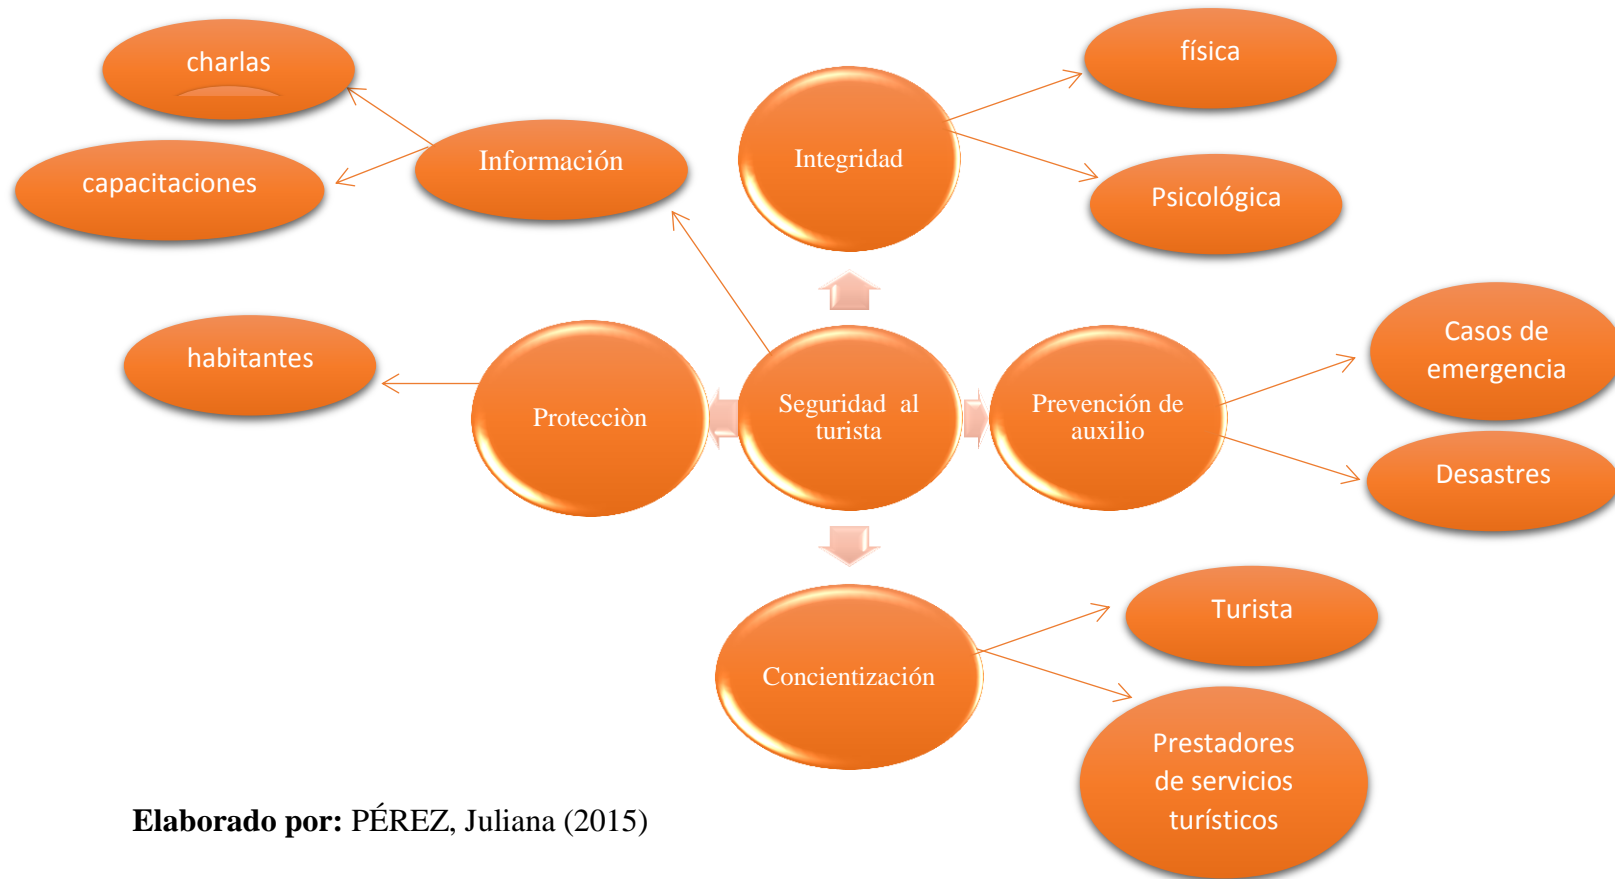 charlas
física
Información
Integridad
capacitaciones
Psicológica
habitantes
Casos de
emergencia
Protecciòn
Seguridad al
turista
Prevención de
auxilio
Desastres
Turista
Concientización
Prestadores
de servicios
turísticos
Elaborado por: PÉREZ, Juliana (2015)